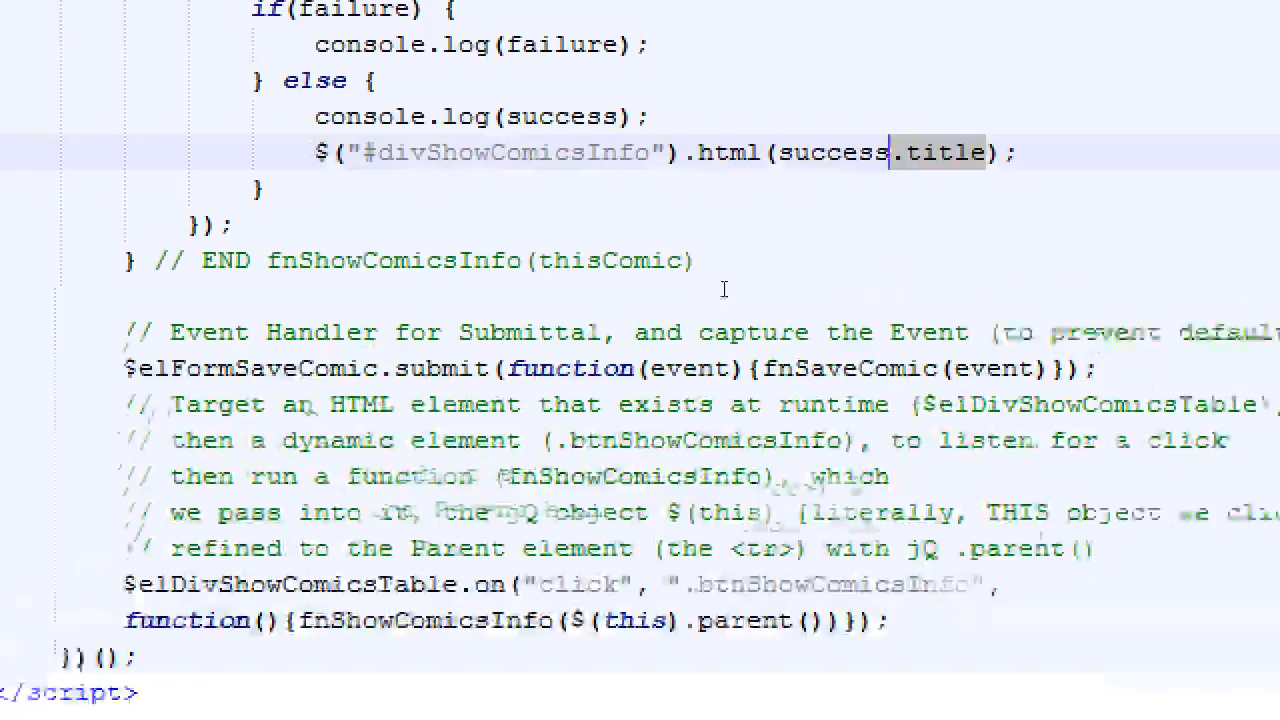 if(failure) {
console.log(failure);
} else {
console.log(success);
$("#divShowComicsInfo").html(success.title);
}
});
} // END fnShowComicsInfo(thisComic)
// Event Handler for Submittal, and capture the Event (to prevent default
$elFormSaveComic.submit(function(event){fnSaveComic(event)});
// Target an HTML element that exists at runtime ($elDivShowComicsTable),
// then a dynamic element (.btnShowComicsInfo), to listen for a click
// then run a function (fnShowComicsInfo), which
// we pass into the jQ object $(this) [literally, THIS object we
// refined to the Parent element (the <tr>) with jQ .parent()
$elDivShowComicsTable.on("click", ".btnShowComicsInfo",
function(){fnShowComicsInfo($(this).parent())});
})();
</script>